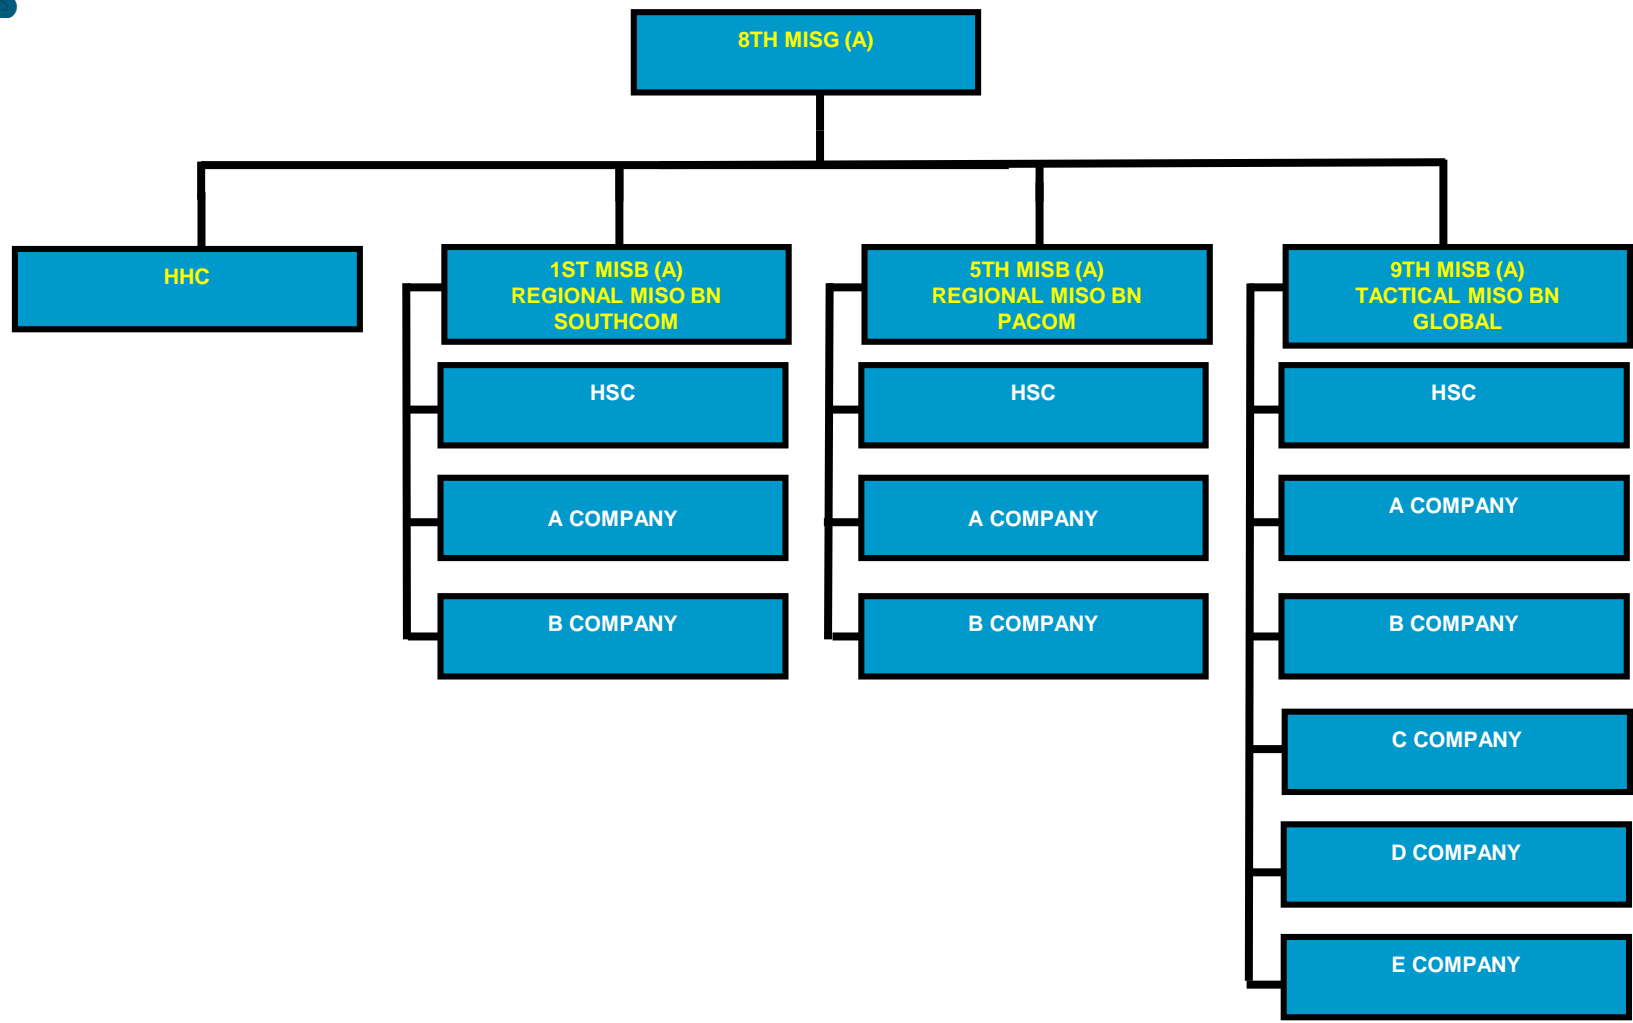 8TH MISG (A)
HHC
1ST MISB (A)
REGIONAL MISO BN
SOUTHCOM
HSC
A COMPANY
B COMPANY
5TH MISB (A)
REGIONAL MISO BN
PACOM
HSC
A COMPANY
B COMPANY
9TH MISB (A)
TACTICAL MISO BN
GLOBAL
HSC
A COMPANY
B COMPANY
C COMPANY
D COMPANY
E COMPANY